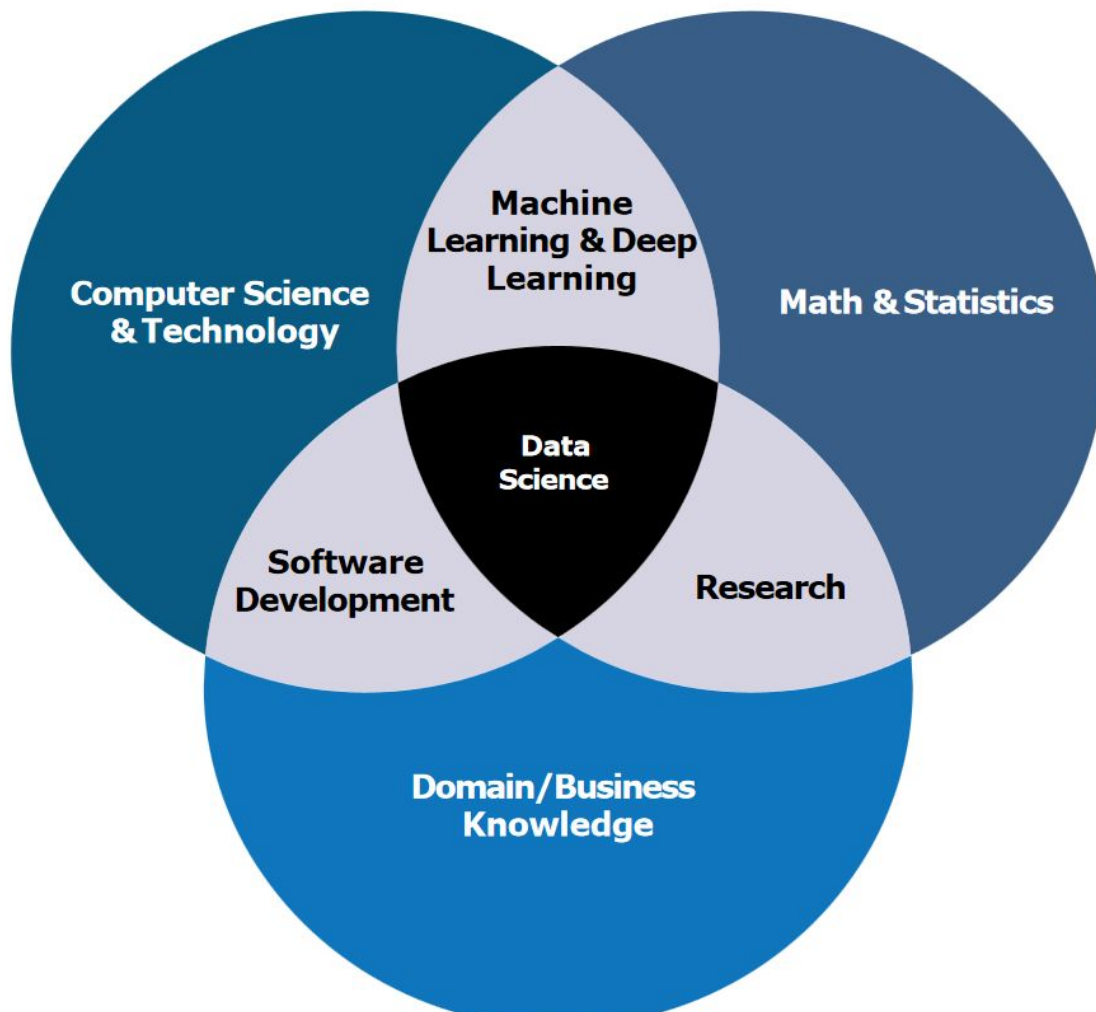 Machine
Learning & Deep
Learning
Computer Science
& Technology
Math & Statistics
Data
Science
Software
Development
Research
Domain/Business
Knowledge